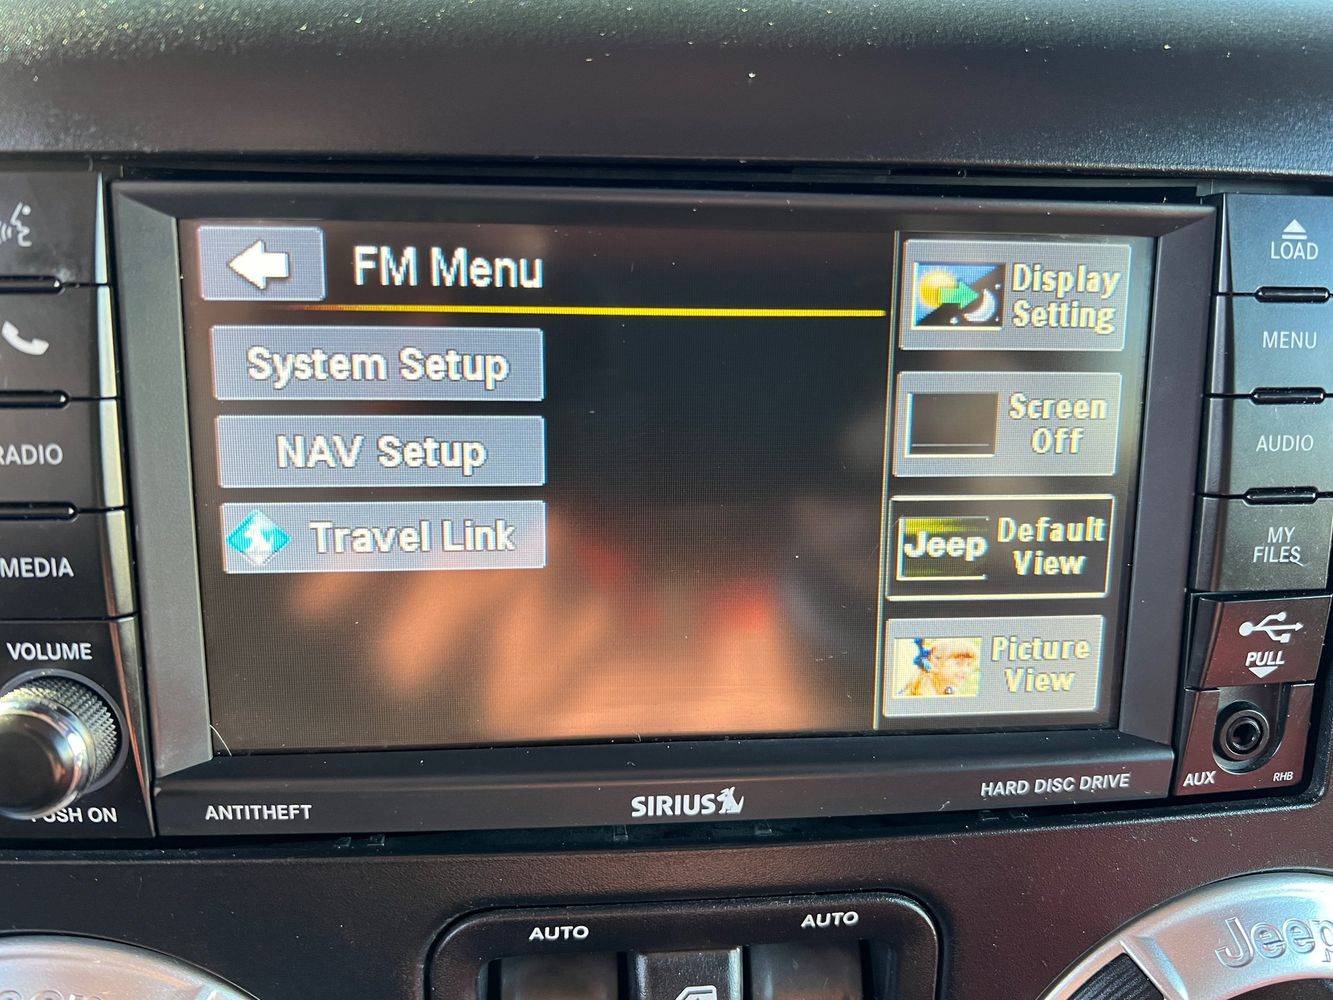 FM Menu
System Setup
NAV Setup
Travel Link
Display
Setting
Screen
Off
Jeep
Default
View
Picture
View
RADIO
MEDIA
VOLUME
PUSH ON
LOAD
MENU
AUDIO
MY
FILES
PULL
AUX
RHB
ANTITHEFT
SIRIUS
HARD DISC DRIVE
AUTO
AUTO
Jeep